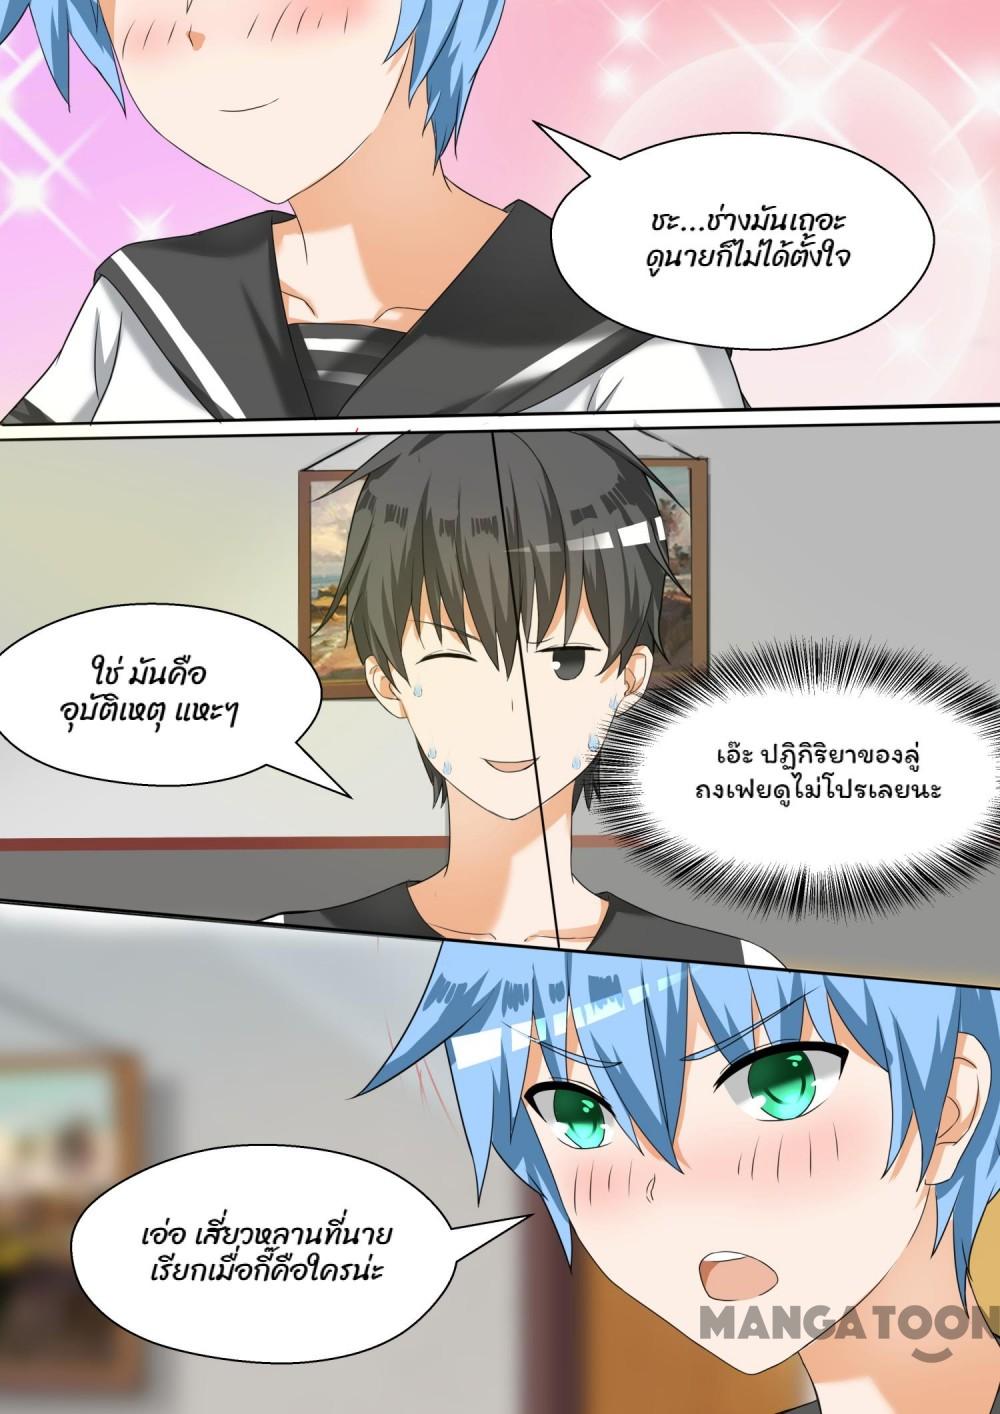 ชะ...ช่างมันเถอะ
ดูนายก็ไม่ได้ตั้งใจ
ใช่ มันคือ
อุบัติเหตุ แหะๆ
เอ๊ะ ปฏิกิริยาของลู่
ถงเฟยดูไม่โปรเลยนะ
เอ่อ เสี่ยวหลานที่นาย
เรียกเมื่อกี๊คือใครน่ะ
MANGATOON